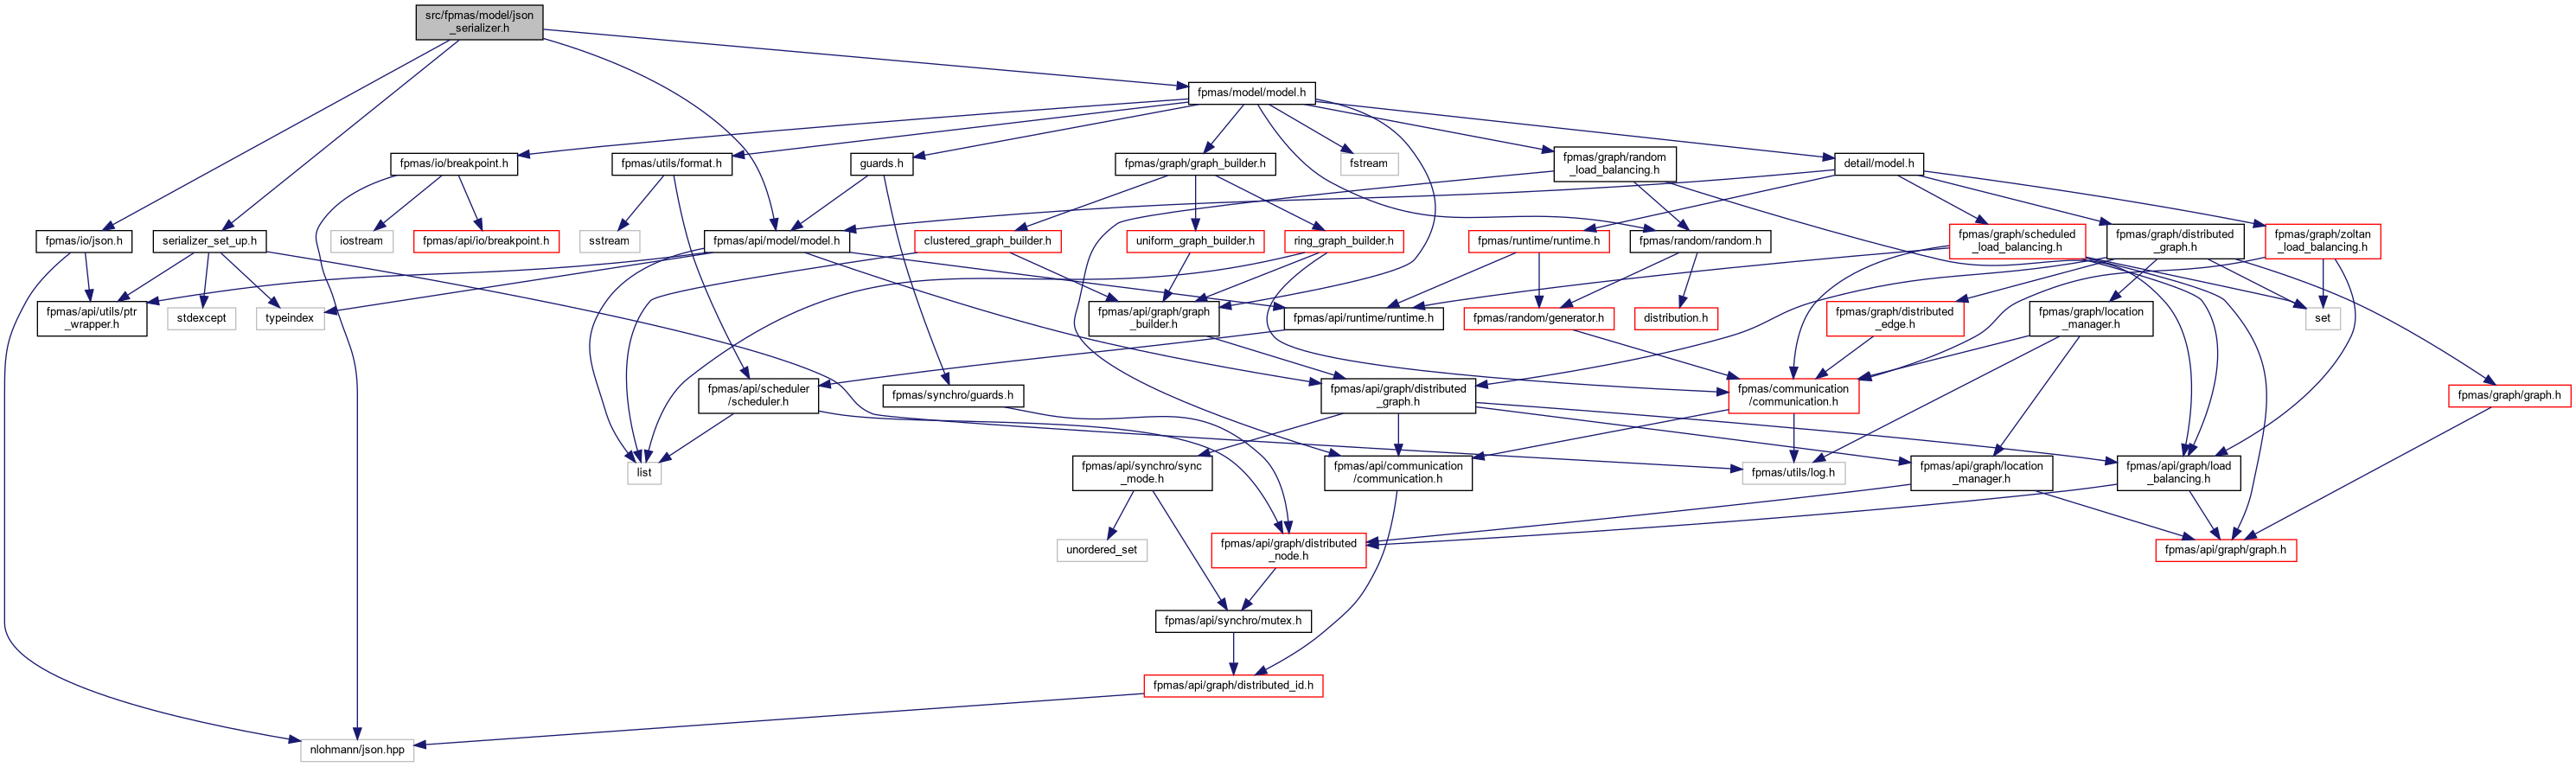 src/fpmas/model/json
_serializer.h
fpmas/model/model.h
fpmas/io/breakpoint.h
fpmas/utils/format.h
guards.h
fpmas/graph/graph_builder.h
fstream
fpmas/graph/random
_load_balancing.h
detail/model.h
fpmas/io/json.h
serializer_set_up.h
iostream
fpmas/api/io/breakpoint.h
sstream
fpmas/api/model/model.h
clustered_graph_builder.h
uniform_graph_builder.h
ring_graph_builder.h
fpmas/runtime/runtime.h
fpmas/random/random.h
fpmas/graph/scheduled
_load_balancing.h
fpmas/graph/distributed
_graph.h
fpmas/graph/zoltan
_load_balancing.h
fpmas/api/utils/ptr
_wrapper.h
stdexcept
typeindex
fpmas/api/graph/graph
_builder.h
fpmas/api/runtime/runtime.h
fpmas/random/generator.h
distribution.h
fpmas/graph/distributed
_edge.h
fpmas/graph/location
_manager.h
set
fpmas/api/scheduler
/scheduler.h
fpmas/synchro/guards.h
fpmas/api/graph/distributed
_graph.h
fpmas/communication
/communication.h
fpmas/graph/graph.h
list
fpmas/api/synchro/sync
_mode.h
fpmas/api/communication
/communication.h
fpmas/utils/log.h
fpmas/api/graph/location
_manager.h
fpmas/api/graph/load
_balancing.h
unordered_set
fpmas/api/graph/distributed
_node.h
fpmas/api/graph/graph.h
fpmas/api/synchro/mutex.h
fpmas/api/graph/distributed_id.h
nlohmann/json.hpp